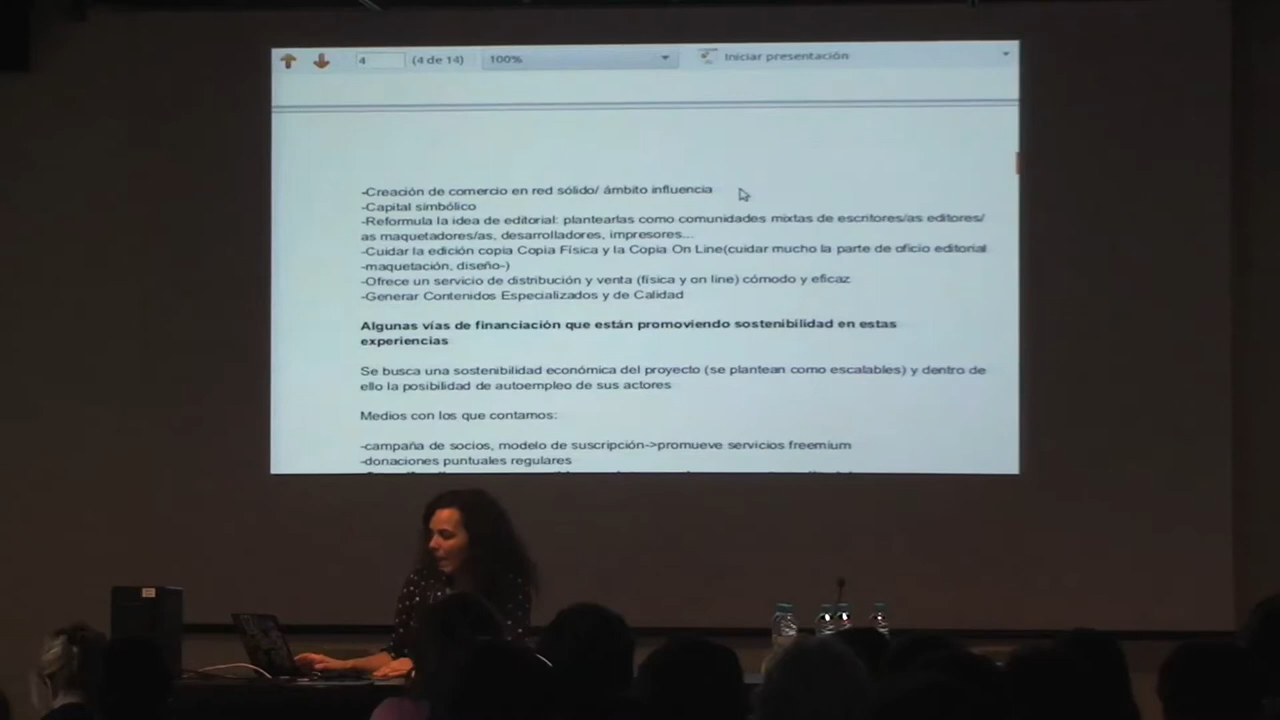 4 (4 de 14) 100% Iniciar presentación
-Creación de comercio en red sólido/ ámbito influencia
-Capital simbólico
-Reformula la idea de editorial: plantearlas como comunidades mixtas de escritores/as editores/
as maquetadores/as, desarrolladores, impresores...
-Cuidar la edición copia Copia Física y la Copia On Line(cuidar mucho la parte de oficio editorial
-maquetación, diseño-)
-Ofrece un servicio de distribución y venta (física y on line) cómodo y eficaz
-Generar Contenidos Especializados y de Calidad
Algunas vías de financiación que están promoviendo sostenibilidad en estas
experiencias
Se busca una sostenibilidad económica del proyecto (se plantean como escalables) y dentro de
ello la posibilidad de autoempleo de sus actores
Medios con los que contamos:
-campaña de socios, modelo de suscripción->promueve servicios freemium
-donaciones puntuales regulares